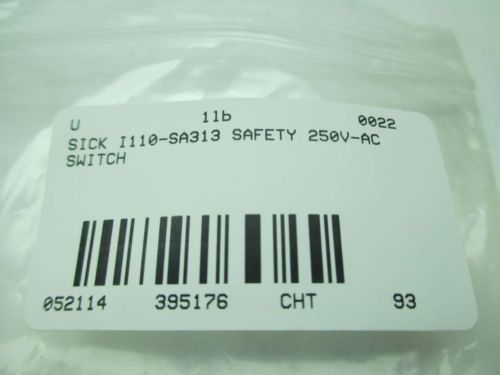 U 11b 0022
SICK I110-SA313 SAFETY 250V-AC
SWITCH
052114 395176 CHT 93